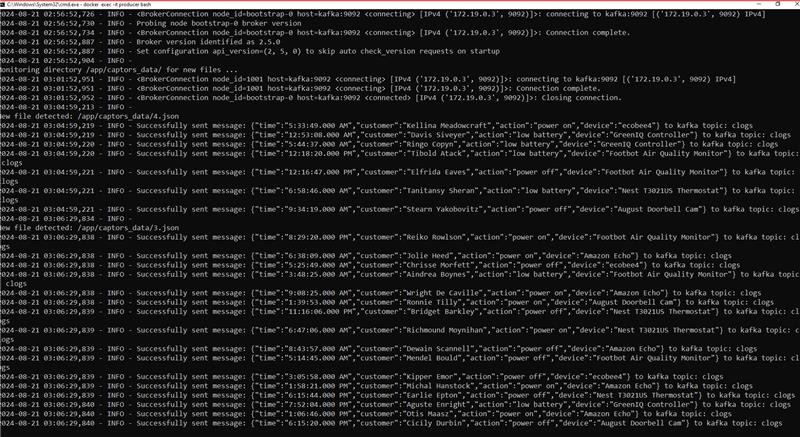 C:\Windows\System32\cmd.exe - docker exec -it producer bash
2024-08-21 02:56:52,726 - INFO - <BrokerConnection node_id=bootstrap-0 host=kafka:9092 <connecting> [IPv4 ('172.19.0.3', 9092)]>: connecting to kafka:9092 [('172.19.0.3', 9092) IPv4]
2024-08-21 02:56:52,730 - INFO - Probing node bootstrap-0 broker version
2024-08-21 02:56:52,734 - INFO - <BrokerConnection node_id=bootstrap-0 host=kafka:9092 <connecting> [IPv4 ('172.19.0.3', 9092)]>: Connection complete.
2024-08-21 02:56:52,887 - INFO - Broker version identified as 2.5.0
2024-08-21 02:56:52,887 - INFO - Set configuration api_version=(2, 5, 0) to skip auto check_version requests on startup
2024-08-21 02:56:52,904 - INFO -
Monitoring directory /app/captors_data/ for new files ...
2024-08-21 03:01:52,951 - INFO - <BrokerConnection node_id=1001 host=kafka:9092 <connecting> [IPv4 ('172.19.0.3', 9092)]>: connecting to kafka:9092 [('172.19.0.3', 9092) IPv4]
2024-08-21 03:01:52,951 - INFO - <BrokerConnection node_id=1001 host=kafka:9092 <connecting> [IPv4 ('172.19.0.3', 9092)]>: Connection complete.
2024-08-21 03:01:52,952 - INFO - <BrokerConnection node_id=bootstrap-0 host=kafka:9092 <connected> [IPv4 ('172.19.0.3', 9092)]>: Closing connection.
2024-08-21 03:04:59,213 - INFO -
New file detected: /app/captors_data/4.json
2024-08-21 03:04:59,219 - INFO - Successfully sent message: {"time":"5:33:49.000 AM","customer":"Kellina Meadowcraft","action":"power on","device":"ecobee4"} to kafka topic: clogs
2024-08-21 03:04:59,219 - INFO - Successfully sent message: {"time":"12:53:08.000 AM","customer":"Davis Siveyer","action":"low battery","device":"GreenIQ Controller"} to kafka topic: clogs
2024-08-21 03:04:59,220 - INFO - Successfully sent message: {"time":"5:44:37.000 AM","customer":"Ringo Copyn","action":"low battery","device":"GreenIQ Controller"} to kafka topic: clogs
2024-08-21 03:04:59,220 - INFO - Successfully sent message: {"time":"12:18:20.000 PM","customer":"Tibold Atack","action":"low battery","device":"Footbot Air Quality Monitor"} to kafka topic:
clogs
2024-08-21 03:04:59,221 - INFO - Successfully sent message: {"time":"12:16:47.000 PM","customer":"Elfrida Eaves","action":"power off","device":"Footbot Air Quality Monitor"} to kafka topic: c
logs
2024-08-21 03:04:59,221 - INFO - Successfully sent message: {"time":"6:58:46.000 AM","customer":"Tanitansy Sheran","action":"low battery","device":"Nest T3021US Thermostat"} to kafka topic:
clogs
2024-08-21 03:04:59,221 - INFO - Successfully sent message: {"time":"9:34:19.000 AM","customer":"Stearn Yakobovitz","action":"power off","device":"August Doorbell Cam"} to kafka topic: clogs
2024-08-21 03:06:29,834 - INFO -
New file detected: /app/captors_data/3.json
2024-08-21 03:06:29,838 - INFO - Successfully sent message: {"time":"8:29:20.000 PM","customer":"Reiko Rowlson","action":"power on","device":"Footbot Air Quality Monitor"} to kafka topic: clo
gs
2024-08-21 03:06:29,838 - INFO - Successfully sent message: {"time":"6:38:09.000 AM","customer":"Jolie Heed","action":"power on","device":"Amazon Echo"} to kafka topic: clogs
2024-08-21 03:06:29,838 - INFO - Successfully sent message: {"time":"5:25:49.000 AM","customer":"Chrisse Morfett","action":"power off","device":"ecobee4"} to kafka topic: clogs
2024-08-21 03:06:29,838 - INFO - Successfully sent message: {"time":"3:48:25.000 AM","customer":"Aindrea Boynes","action":"low battery","device":"Footbot Air Quality Monitor"} to kafka topic:
clogs
2024-08-21 03:06:29,838 - INFO - Successfully sent message: {"time":"9:08:25.000 AM","customer":"Wright De Caville","action":"power on","device":"Amazon Echo"} to kafka topic: clogs
2024-08-21 03:06:29,839 - INFO - Successfully sent message: {"time":"1:39:53.000 AM","customer":"Ronnie Tilly","action":"power on","device":"August Doorbell Cam"} to kafka topic: clogs
2024-08-21 03:06:29,839 - INFO - Successfully sent message: {"time":"11:16:06.000 PM","customer":"Bridget Barkley","action":"power on","device":"Nest T3021US Thermostat"} to kafka topic: clo
gs
2024-08-21 03:06:29,839 - INFO - Successfully sent message: {"time":"6:47:06.000 AM","customer":"Richmound Moynihan","action":"power on","device":"Nest T3021US Thermostat"} to kafka topic: cl
ogs
2024-08-21 03:06:29,839 - INFO - Successfully sent message: {"time":"8:43:57.000 AM","customer":"Dewain Scannell","action":"power off","device":"Amazon Echo"} to kafka topic: clogs
2024-08-21 03:06:29,839 - INFO - Successfully sent message: {"time":"5:14:45.000 AM","customer":"Mendel Bould","action":"power off","device":"Footbot Air Quality Monitor"} to kafka topic: clo
gs
2024-08-21 03:06:29,839 - INFO - Successfully sent message: {"time":"3:05:58.000 AM","customer":"Kipper Emor","action":"power off","device":"ecobee4"} to kafka topic: clogs
2024-08-21 03:06:29,839 - INFO - Successfully sent message: {"time":"1:58:21.000 PM","customer":"Michal Hanstock","action":"power on","device":"Amazon Echo"} to kafka topic: clogs
2024-08-21 03:06:29,839 - INFO - Successfully sent message: {"time":"6:15:44.000 PM","customer":"Earlie Epton","action":"power off","device":"Nest T3021US Thermostat"} to kafka topic: clogs
2024-08-21 03:06:29,840 - INFO - Successfully sent message: {"time":"7:52:04.000 AM","customer":"Aguste Enright","action":"low battery","device":"GreenIQ Controller"} to kafka topic: clogs
2024-08-21 03:06:29,840 - INFO - Successfully sent message: {"time":"1:06:46.000 AM","customer":"Otis Maasz","action":"power on","device":"Amazon Echo"} to kafka topic: clogs
2024-08-21 03:06:29,840 - INFO - Successfully sent message: {"time":"6:15:20.000 PM","customer":"Cicily Durbin","action":"power off","device":"August Doorbell Cam"} to kafka topic: clogs